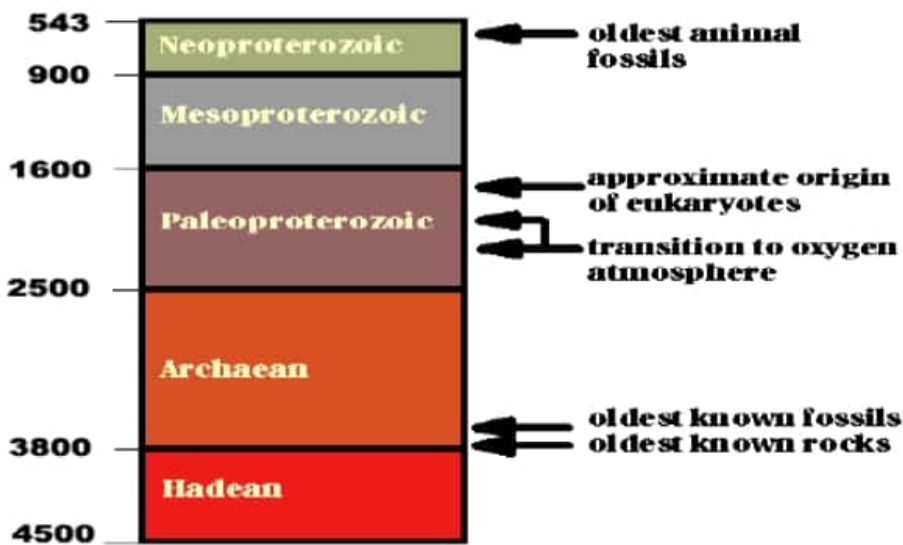 543
Neoproterozoic
oldest animal
fossils
900
Mesoproterozoic
1600
approximate origin
of eukaryotes
Paleoproterozoic
transition to oxygen
atmosphere
2500
Archaean
oldest known fossils
oldest known rocks
3800
Hadean
4500